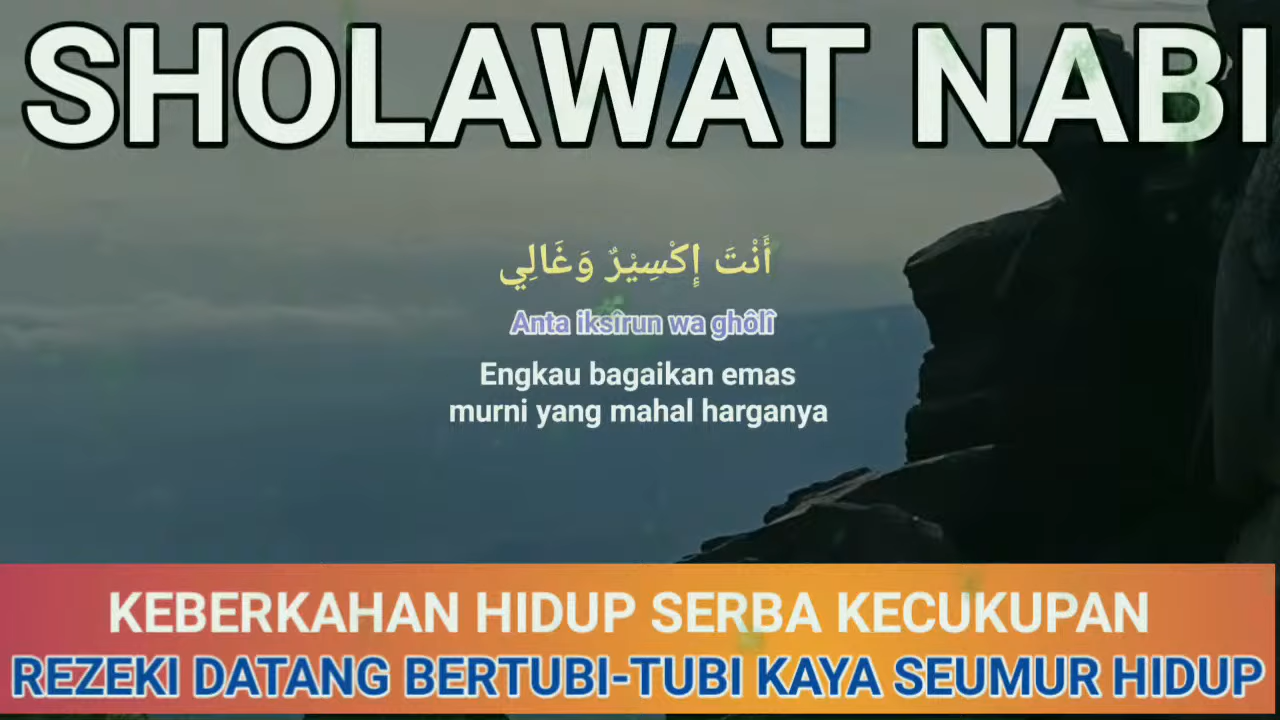 SHOLAWAT NABI
أَنْتَ إِكْسِيْرٌ وَغَالِي
Anta iksîrun wa ghôlî
Engkau bagaikan emas
murni yang mahal harganya
KEBERKAHAN HIDUP SERBA KECUKUPAN
REZEKI DATANG BERTUBI-TUBI KAYA SEUMUR HIDUP